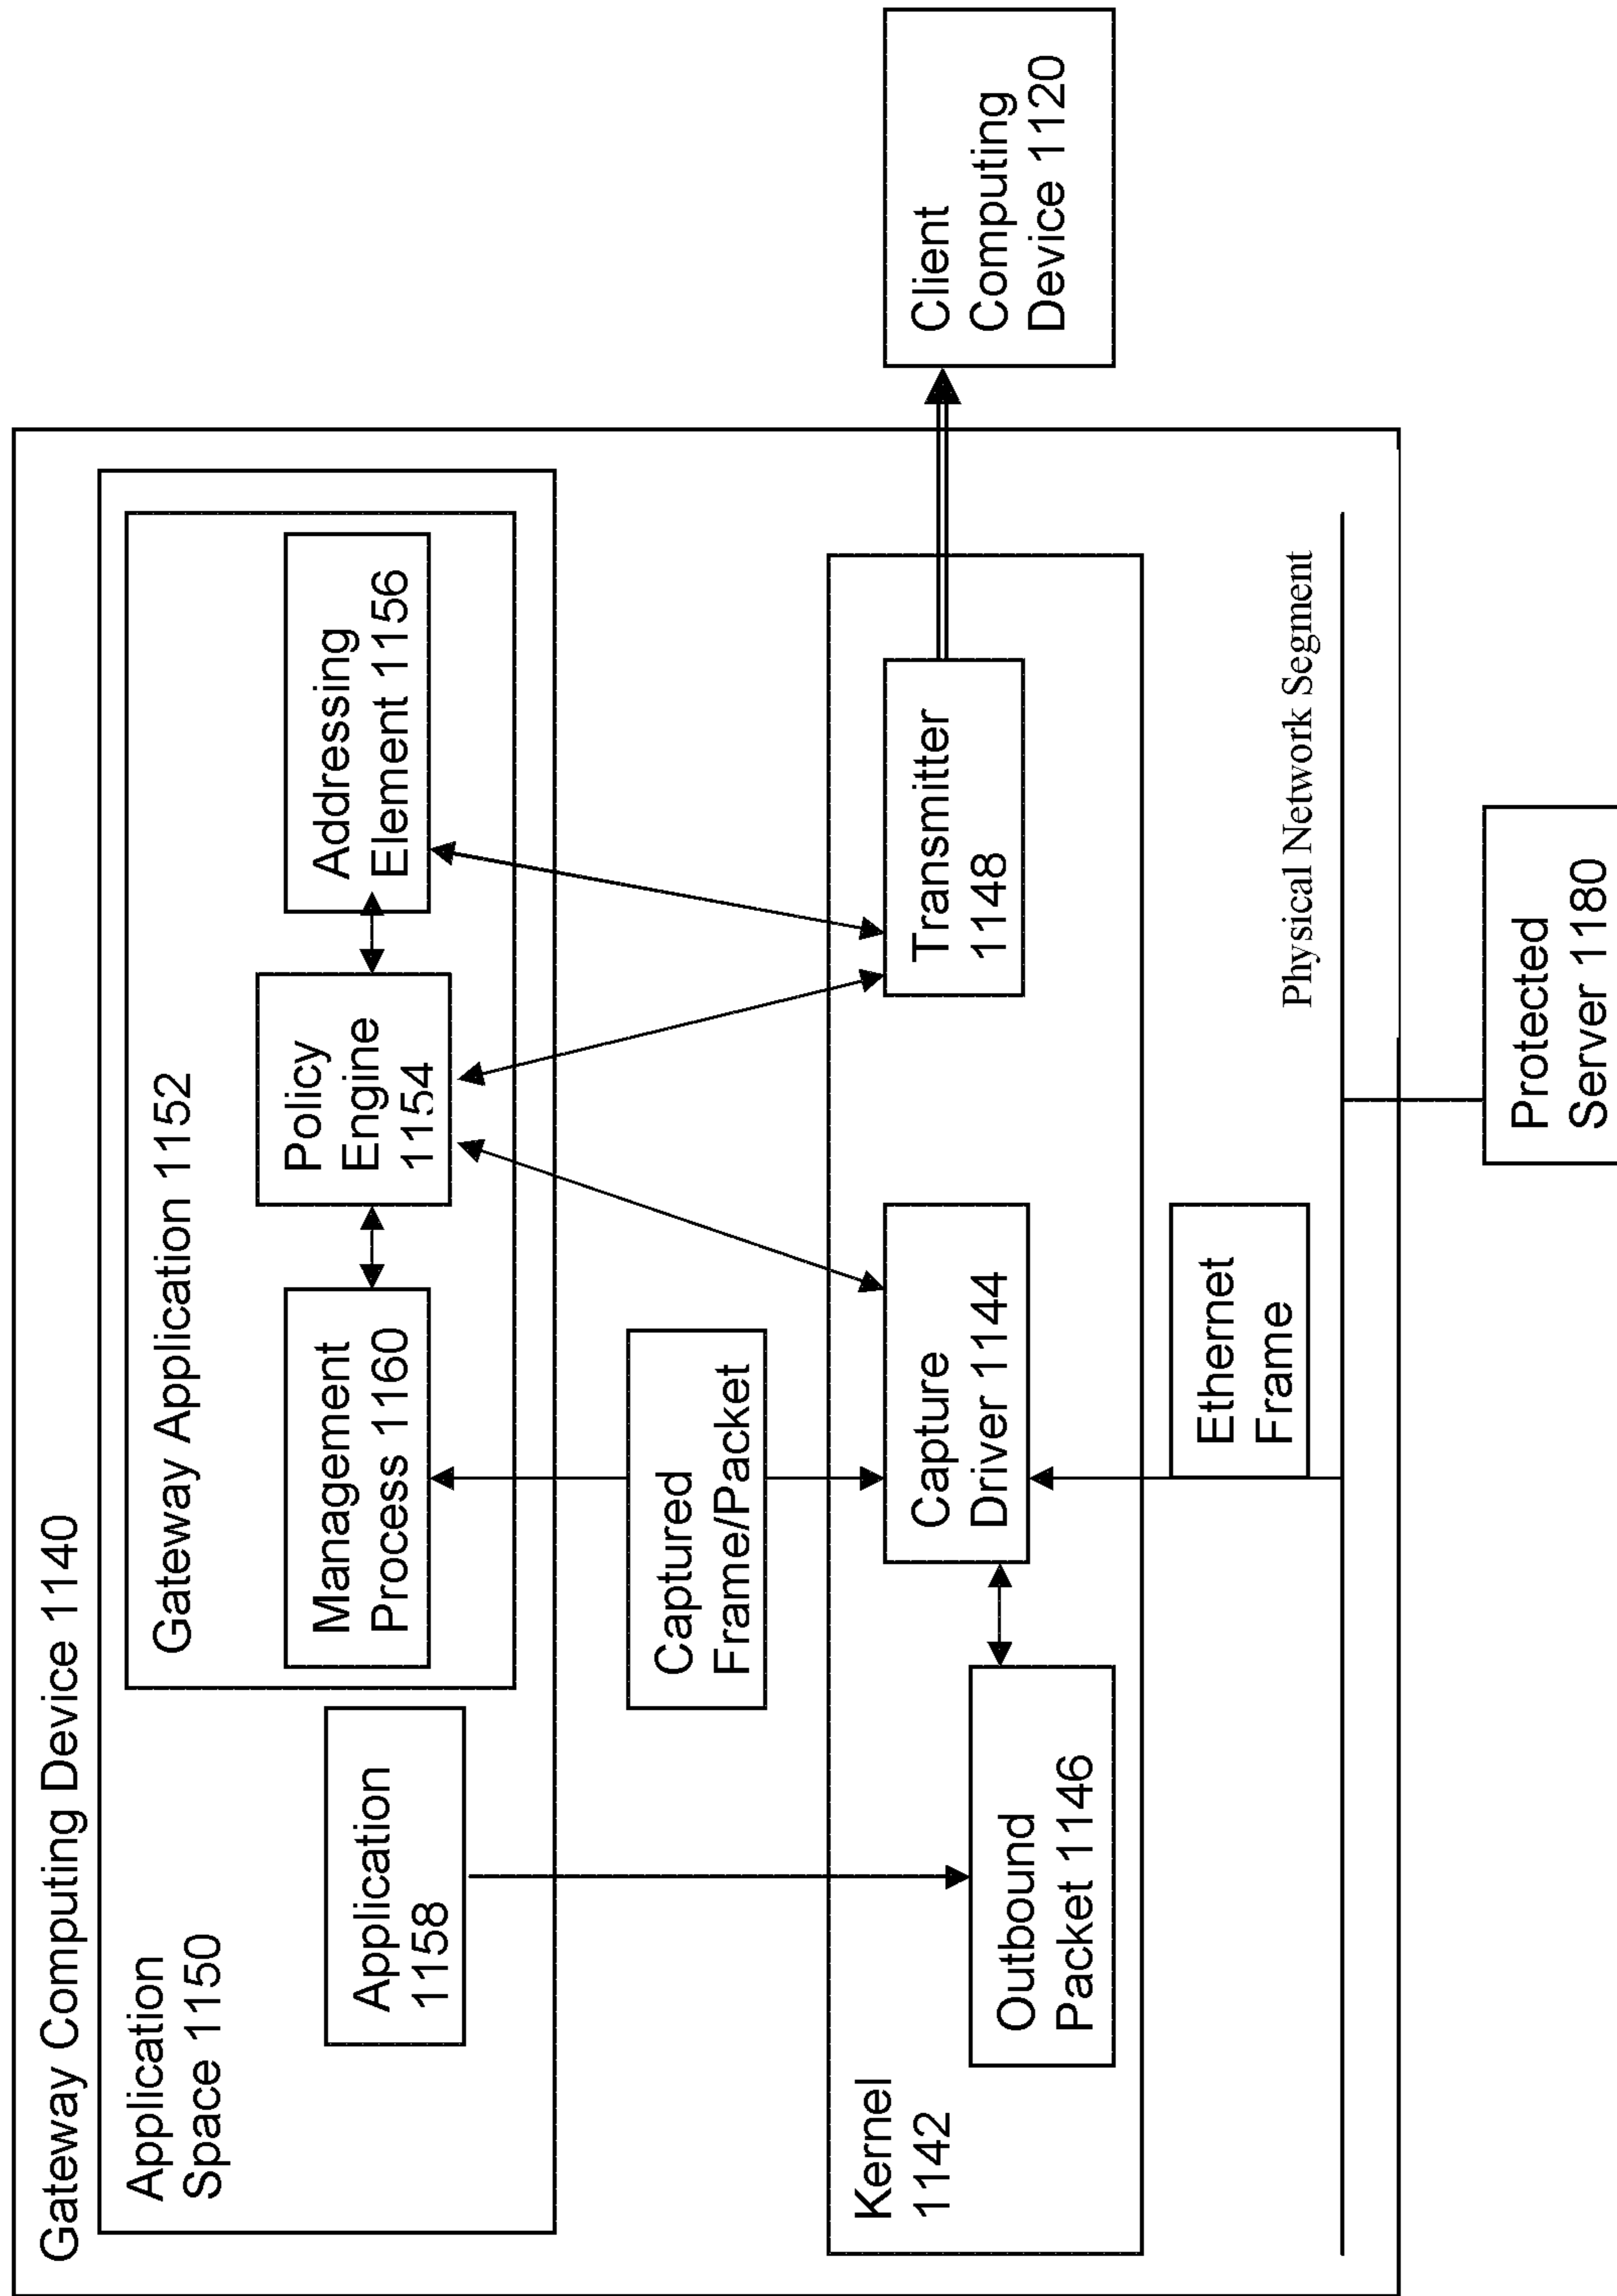 Gateway Computing Device 1140
Application
Space 1150
Gateway Application 1152
Application
1158
Management
Process 1160
Policy
Engine
1154
Addressing
Element 1156
Captured
Frame/Packet
Kernel
1142
Outbound
Packet 1146
Capture
Driver 1144
Transmitter
1148
Client
Computing
Device 1120
Ethernet
Frame
Physical Network Segment
Protected
Server 1180